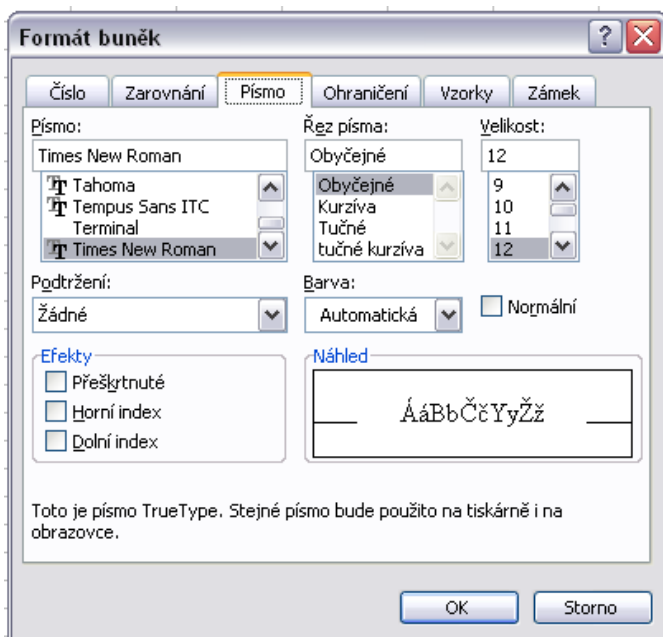 Formát buněk
Číslo Zarovnání Písmo Ohraničení Vzorky Zámek
Písmo: Řez písma: Velikost:
Times New Roman Obyčejné 12
Tahoma Obyčejné 9
Tempus Sans ITC Kurzíva 10
Terminal Tučné 11
Times New Roman tučné kurzíva 12
Podtržení: Barva:
Žádné Automatická Normální
Efekty Náhled
Přeškrtnuté
Horní index ÁáBbČčYyŽž
Dolní index
Toto je písmo TrueType. Stejné písmo bude použito na tiskárně i na
obrazovce.
OK Storno